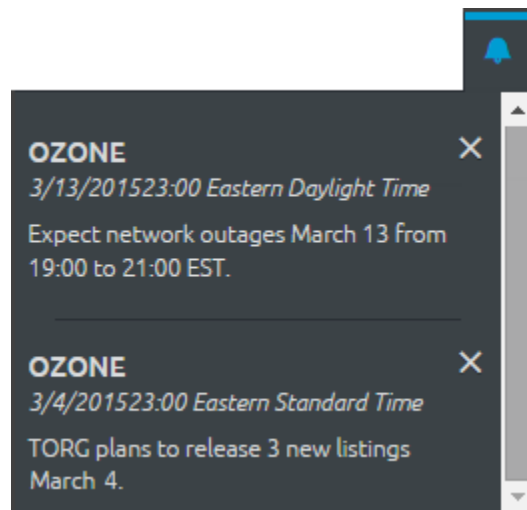 OZONE
3/13/201523:00 Eastern Daylight Time
Expect network outages March 13 from
19:00 to 21:00 EST.
OZONE
3/4/201523:00 Eastern Standard Time
TORG plans to release 3 new listings
March 4.